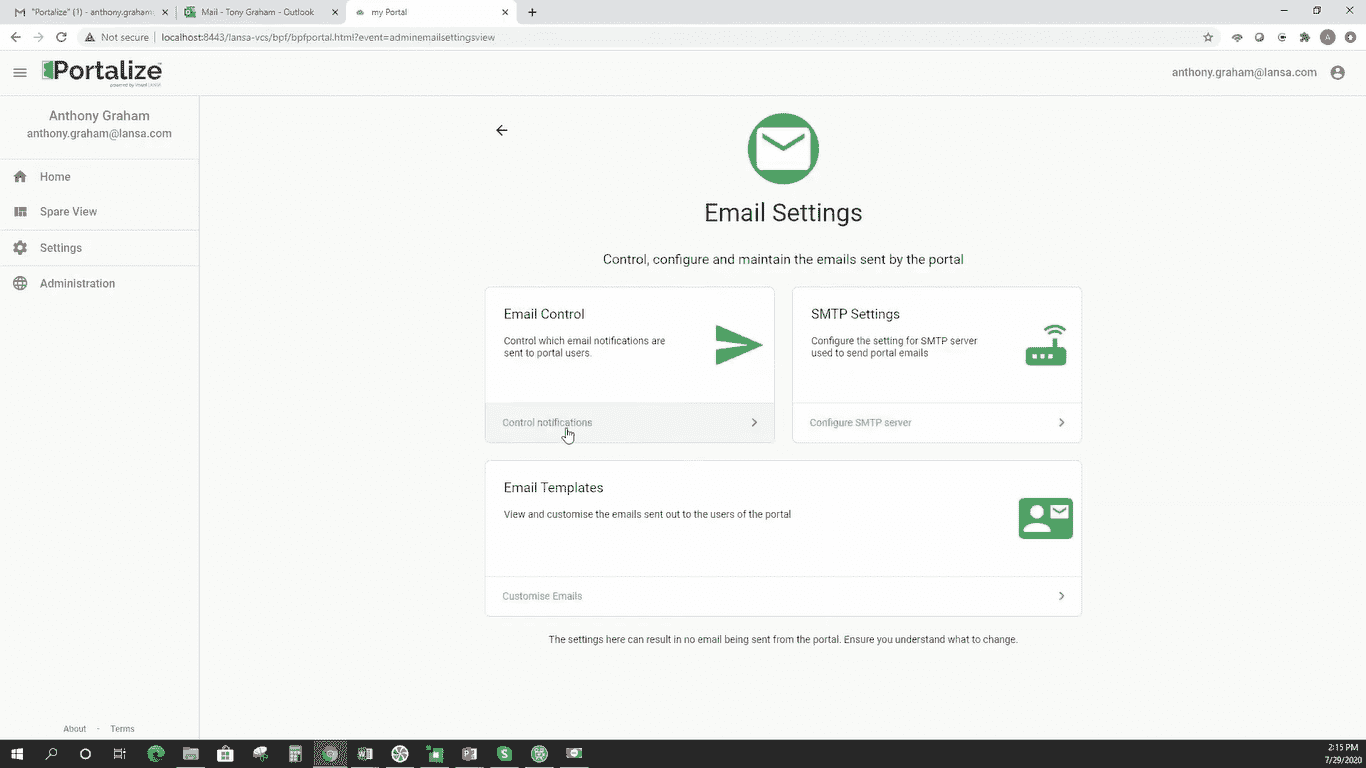 "Portalize" (1) - anthony.graham
Mail - Tony Graham - Outlook
my Portal
Not secure
localhost:8443/lansa-vcs/bpf/bpfportal.html?event=adminemailsettingsview
A
Portalize
anthony.graham@lansa.com
Anthony Graham
anthony.graham@lansa.com
Home
Spare View
Settings
Administration
Email Settings
Control, configure and maintain the emails sent by the portal
Email Control
Control which email notifications are
sent to portal users.
Control notifications
SMTP Settings
Configure the setting for SMTP server
used to send portal emails
Configure SMTP server
Email Templates
View and customise the emails sent out to the users of the portal
Customise Emails
The settings here can result in no email being sent from the portal. Ensure you understand what to change.
About - Terms
2:15 PM
7/29/2020